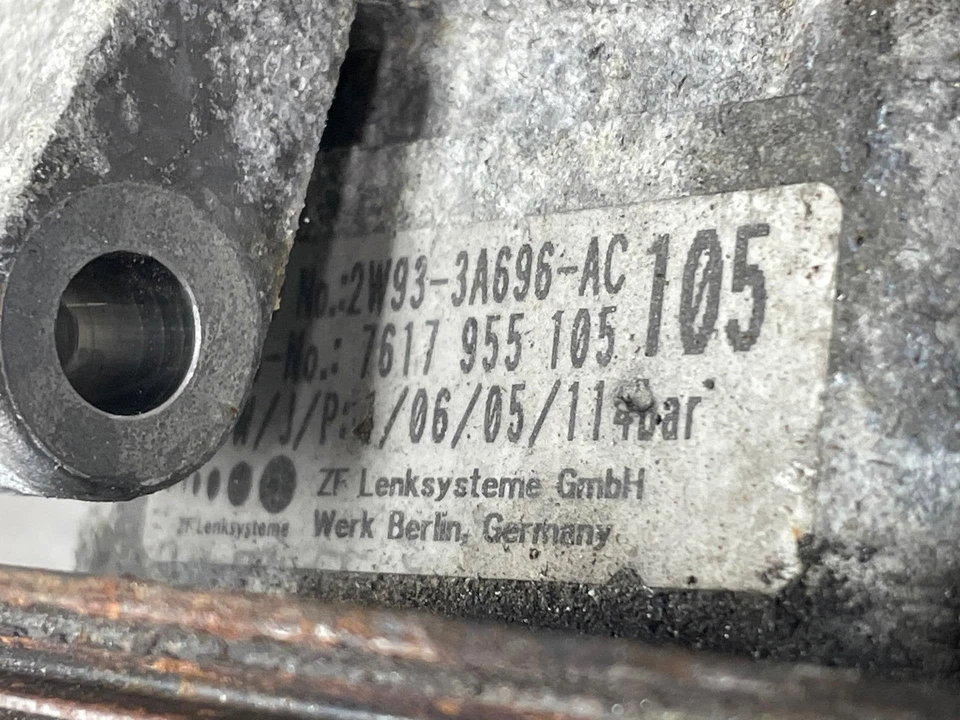 No.:2W93-3A696-AC 105
-No.: 7617 955 105
/J/P: /06/05/114bar
ZF Lenksysteme GmbH
ZF Lenksysteme Werk Berlin, Germany